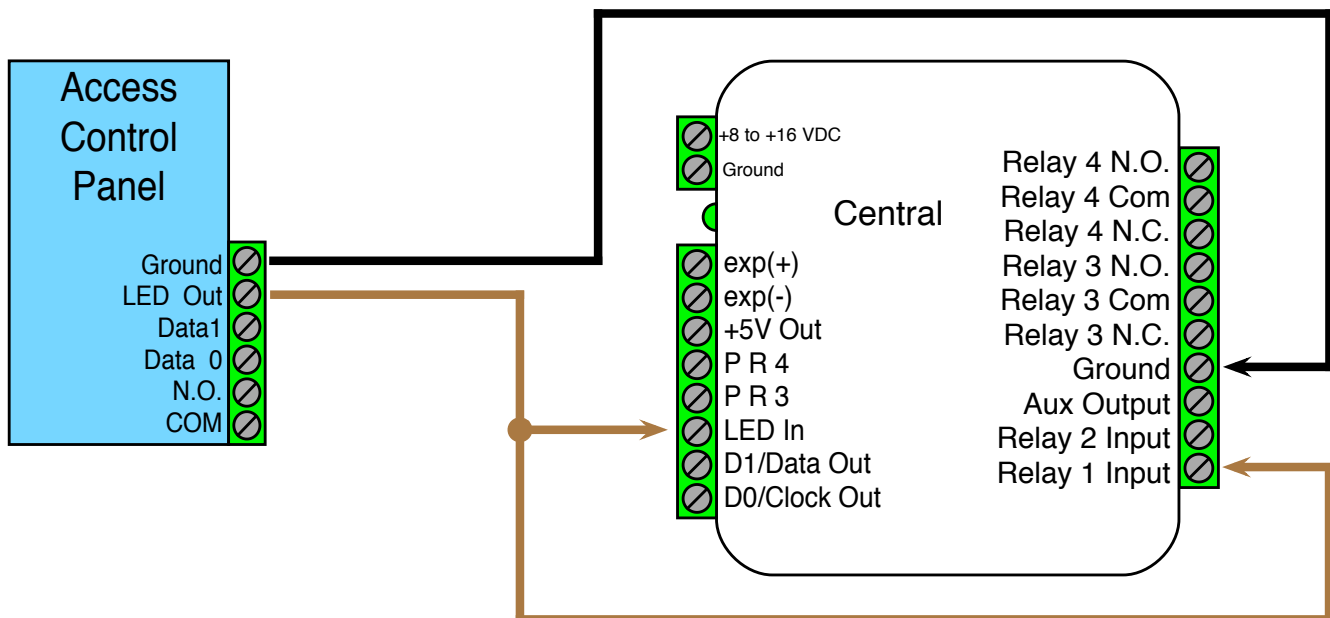 Access
Control
Panel
Ground
LED Out
Data1
Data 0
N.O.
COM
+8 to +16 VDC
Ground
Central
exp(+)
exp(-)
+5V Out
P R 4
P R 3
LED In
D1/Data Out
D0/Clock Out
Relay 4 N.O.
Relay 4 Com
Relay 4 N.C.
Relay 3 N.O.
Relay 3 Com
Relay 3 N.C.
Ground
Aux Output
Relay 2 Input
Relay 1 Input